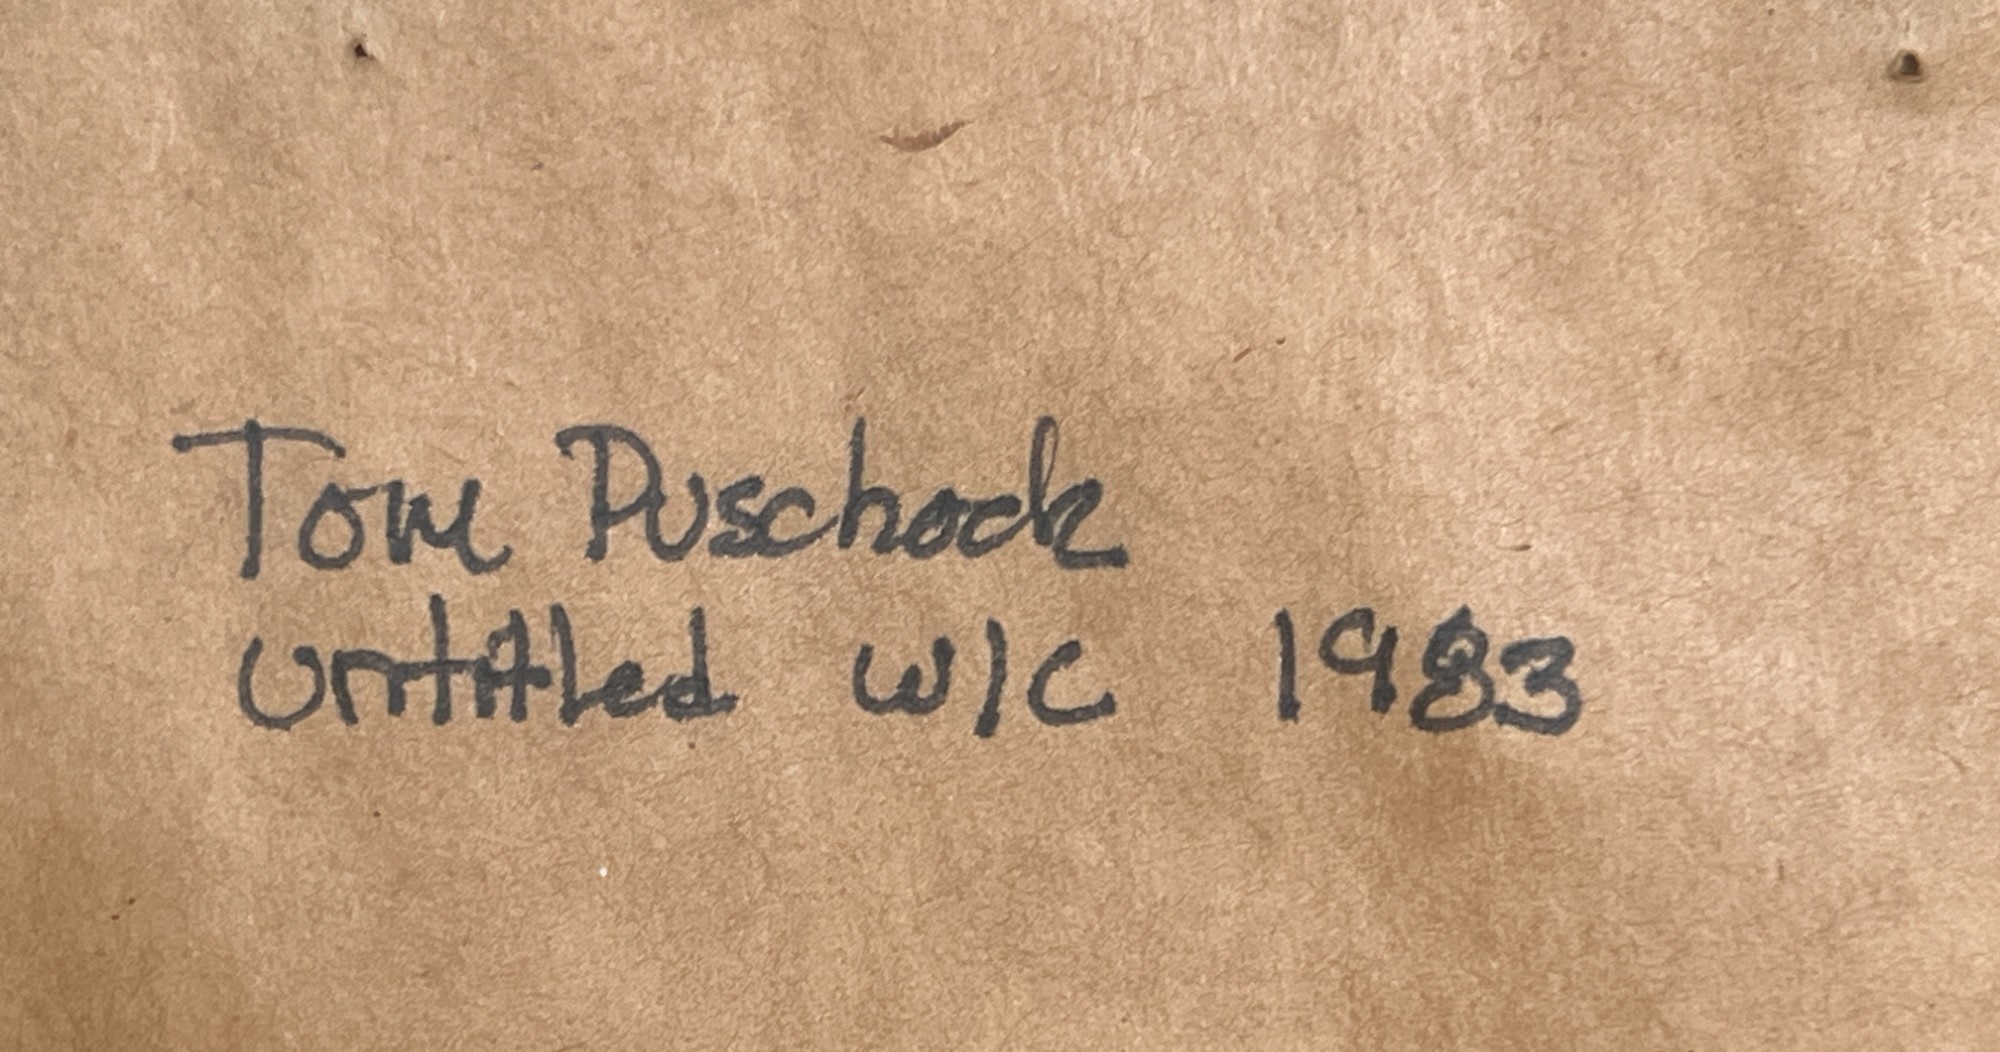 Tom Puschock
Untitled w/c 1983